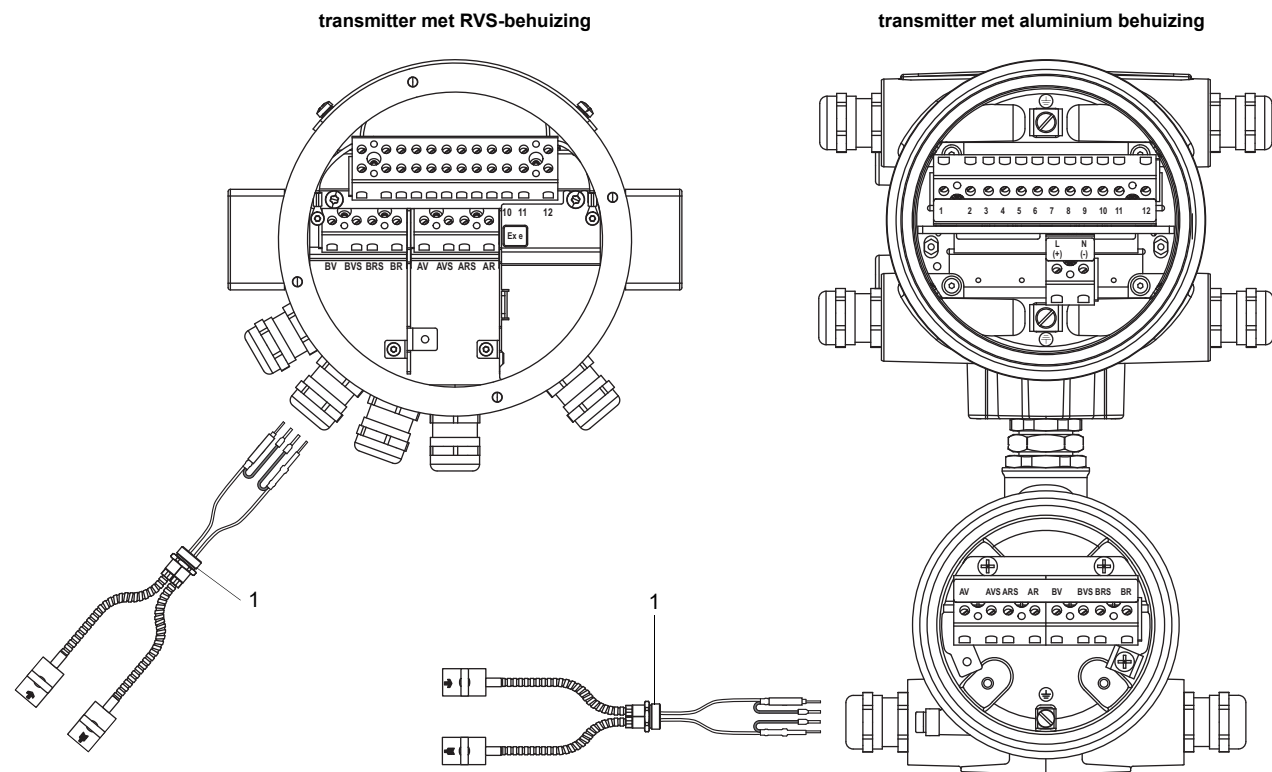 transmitter met RVS-behuizing
transmitter met aluminium behuizing
10 11 12
Ex e
BV BVS BRS BR AV AVS ARS AR
1 2 3 4 5 6 7 8 9 10 11 12
L N
(+) (-)
1
1
AV AVS ARS AR BV BVS BRS BR